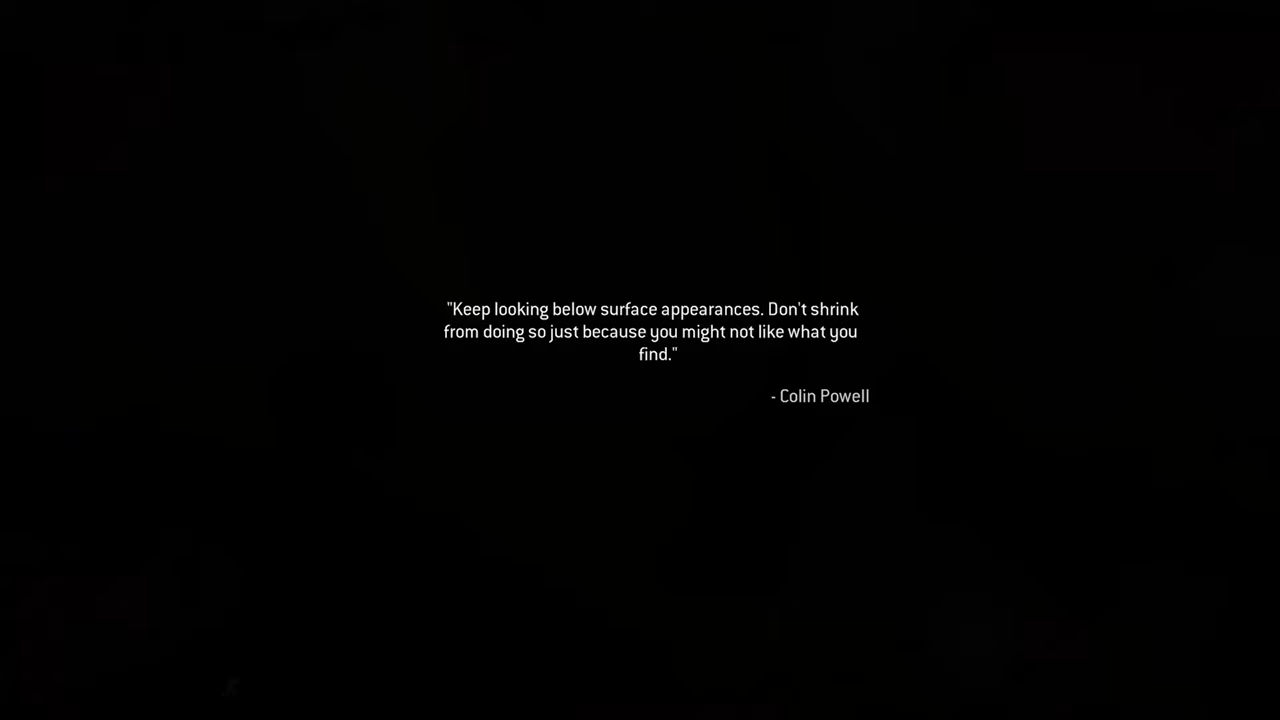 "Keep looking below surface appearances. Don't shrink
from doing so just because you might not like what you
find."
- Colin Powell